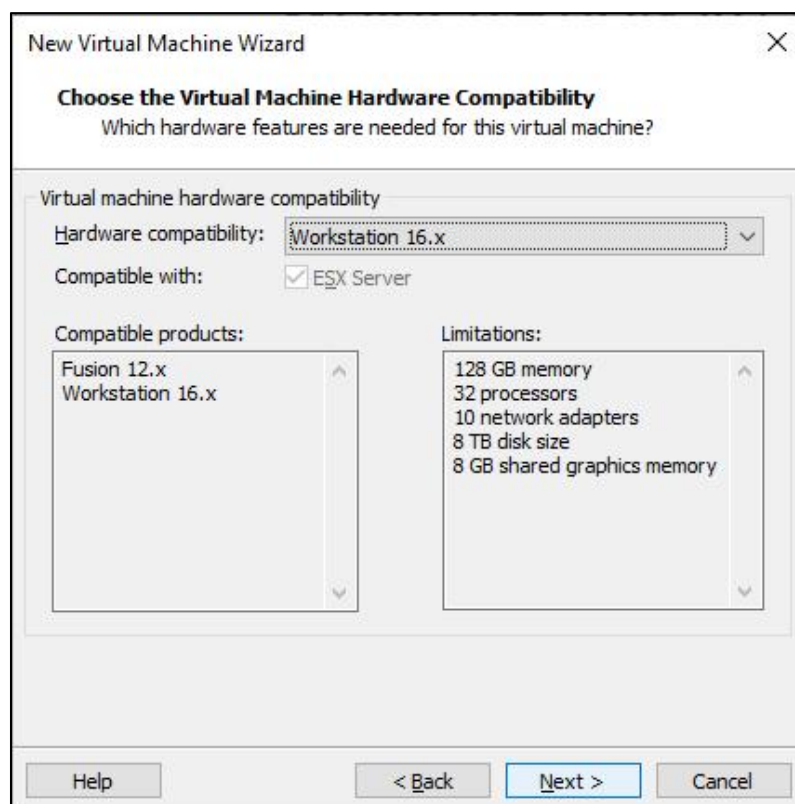 New Virtual Machine Wizard
Choose the Virtual Machine Hardware Compatibility
Which hardware features are needed for this virtual machine?
Virtual machine hardware compatibility
Hardware compatibility: Workstation 16.x
Compatible with: ESX Server
Compatible products:
Fusion 12.x
Workstation 16.x
Limitations:
128 GB memory
32 processors
10 network adapters
8 TB disk size
8 GB shared graphics memory
Help < Back Next > Cancel